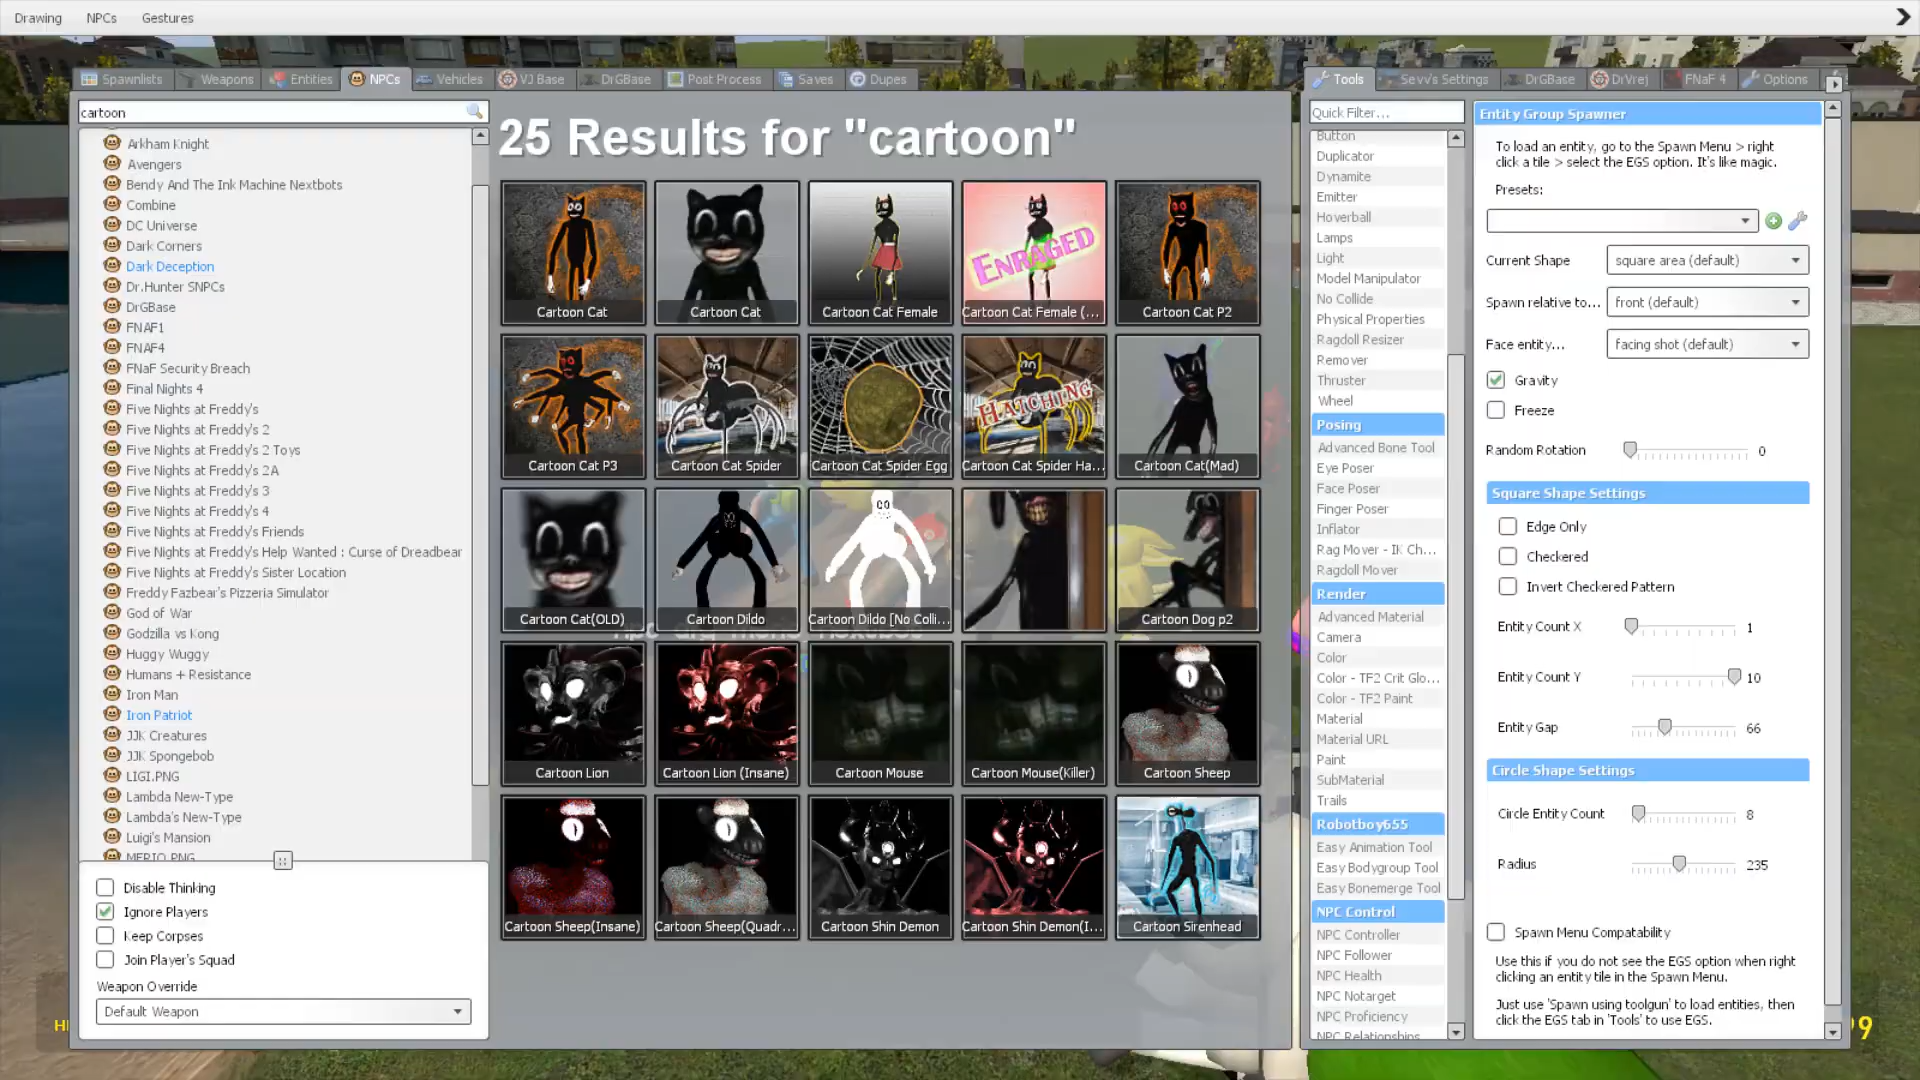 Drawing NPCs Gestures
Spawnlists Weapons Entities NPCs Vehicles VJ Base DrGBase Post Process Saves Dupes
cartoon
Arkham Knight
Avengers
Bendy And The Ink Machine Nextbots
Combine
DC Universe
Dark Corners
Dark Deception
Dr.Hunter SNPCs
DrGBase
FNAF1
FNAF4
FNaF Security Breach
Final Nights 4
Five Nights at Freddy's
Five Nights at Freddy's 2
Five Nights at Freddy's 2 Toys
Five Nights at Freddy's 2A
Five Nights at Freddy's 3
Five Nights at Freddy's 4
Five Nights at Freddy's Friends
Five Nights at Freddy's Help Wanted : Curse of Dreadbear
Five Nights at Freddy's Sister Location
Freddy Fazbear's Pizzeria Simulator
God of War
Godzilla vs Kong
Huggy Wuggy
Humans + Resistance
Iron Man
Iron Patriot
JJK Creatures
JJK Spongebob
LIGI.PNG
Lambda New-Type
Lambda's New-Type
Luigi's Mansion
MERIO.PNG
Disable Thinking
Ignore Players
Keep Corpses
Join Player's Squad
Weapon Override
Default Weapon
25 Results for "cartoon"
ENRAGED
Cartoon Cat
Cartoon Cat
Cartoon Cat Female
Cartoon Cat Female (...
Cartoon Cat P2
HATCHING
Cartoon Cat P3
Cartoon Cat Spider
Cartoon Cat Spider Egg
Cartoon Cat Spider Ha...
Cartoon Cat(Mad)
Cartoon Cat(OLD)
Cartoon Dildo
Cartoon Dildo [No Colli...
Cartoon Dog p2
Cartoon Lion
Cartoon Lion (Insane)
Cartoon Mouse
Cartoon Mouse(Killer)
Cartoon Sheep
Cartoon Sheep(Insane)
Cartoon Sheep(Quadr...
Cartoon Shin Demon
Cartoon Shin Demon(I...
Cartoon Sirenhead
Tools Sevv's Settings DrGBase DrVrej FNaF 4 Options
Quick Filter...
Button
Duplicator
Dynamite
Emitter
Hoverball
Lamps
Light
Model Manipulator
No Collide
Physical Properties
Ragdoll Resizer
Remover
Thruster
Wheel
Posing
Advanced Bone Tool
Eye Poser
Face Poser
Finger Poser
Inflator
Rag Mover - IK Ch...
Ragdoll Mover
Render
Advanced Material
Camera
Color
Color - TF2 Crit Glo...
Color - TF2 Paint
Material
Material URL
Paint
SubMaterial
Trails
Robotboy655
Easy Animation Tool
Easy Bodygroup Tool
Easy Bonemerge Tool
NPC Control
NPC Controller
NPC Follower
NPC Health
NPC Notarget
NPC Proficiency
NPC Relationships
Entity Group Spawner
To load an entity, go to the Spawn Menu > right
click a tile > select the EGS option. It's like magic.
Presets:
Current Shape square area (default)
Spawn relative to... front (default)
Face entity... facing shot (default)
Gravity
Freeze
Random Rotation 0
Square Shape Settings
Edge Only
Checkered
Invert Checkered Pattern
Entity Count X 1
Entity Count Y 10
Entity Gap 66
Circle Shape Settings
Circle Entity Count 8
Radius 235
Spawn Menu Compatability
Use this if you do not see the EGS option when right
clicking an entity tile in the Spawn Menu.
Just use 'Spawn using toolgun' to load entities, then
click the EGS tab in 'Tools' to use EGS.